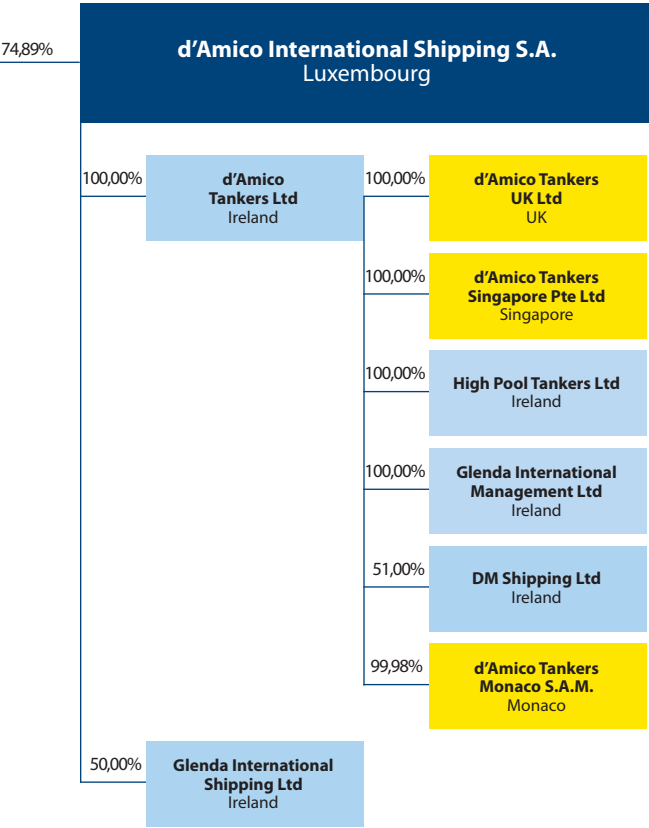 74,89%
d’Amico International Shipping S.A.
Luxembourg
100,00%
d’Amico
Tankers Ltd
Ireland
100,00%
d’Amico Tankers
UK Ltd
UK
100,00%
d’Amico Tankers
Singapore Pte Ltd
Singapore
100,00%
High Pool Tankers Ltd
Ireland
100,00%
Glenda International
Management Ltd
Ireland
51,00%
DM Shipping Ltd
Ireland
99,98%
d’Amico Tankers
Monaco S.A.M.
Monaco
50,00%
Glenda International
Shipping Ltd
Ireland